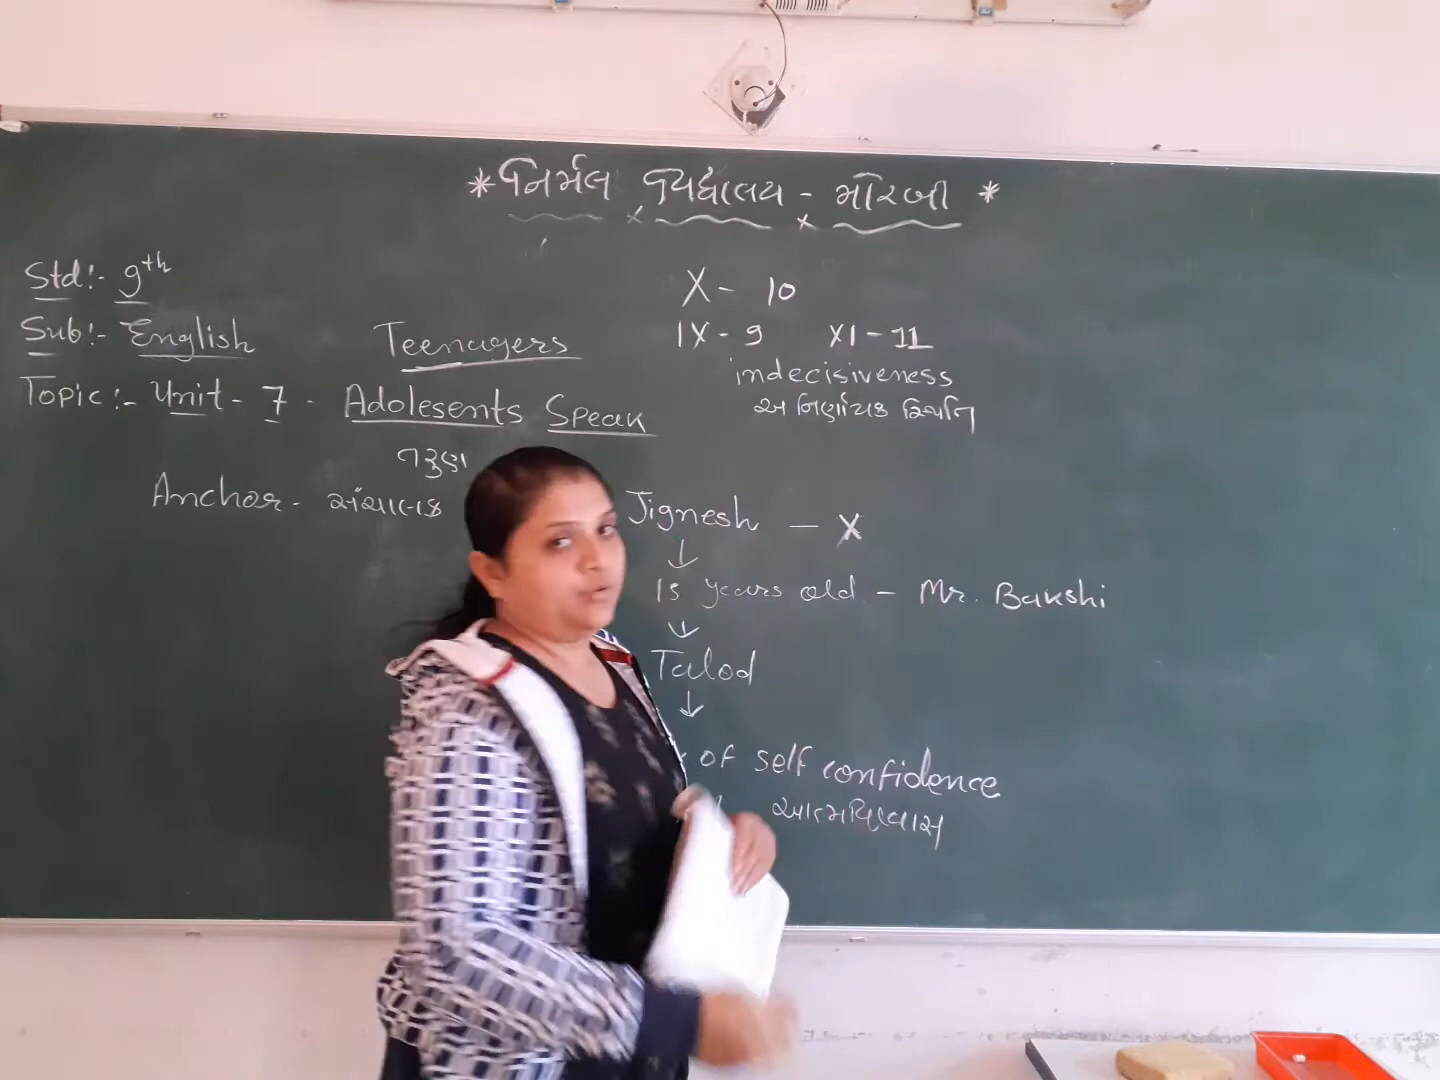 * નિર્મલ વિદ્યાલય - મોરબી *
Std:- 9th
Sub:- English
Teenagers
Topic:- Unit - 7 - Adolesents Speak
તરુણ
Anchor - સંચાલક
X - 10
IX - 9 XI - 11
indecisiveness
અ નિર્ણાયક સ્થિતિ
Jignesh - X
↓
15 years old - Mr. Bakshi
↓
Talod
↓
of self confidence
આત્મવિશ્વાસ